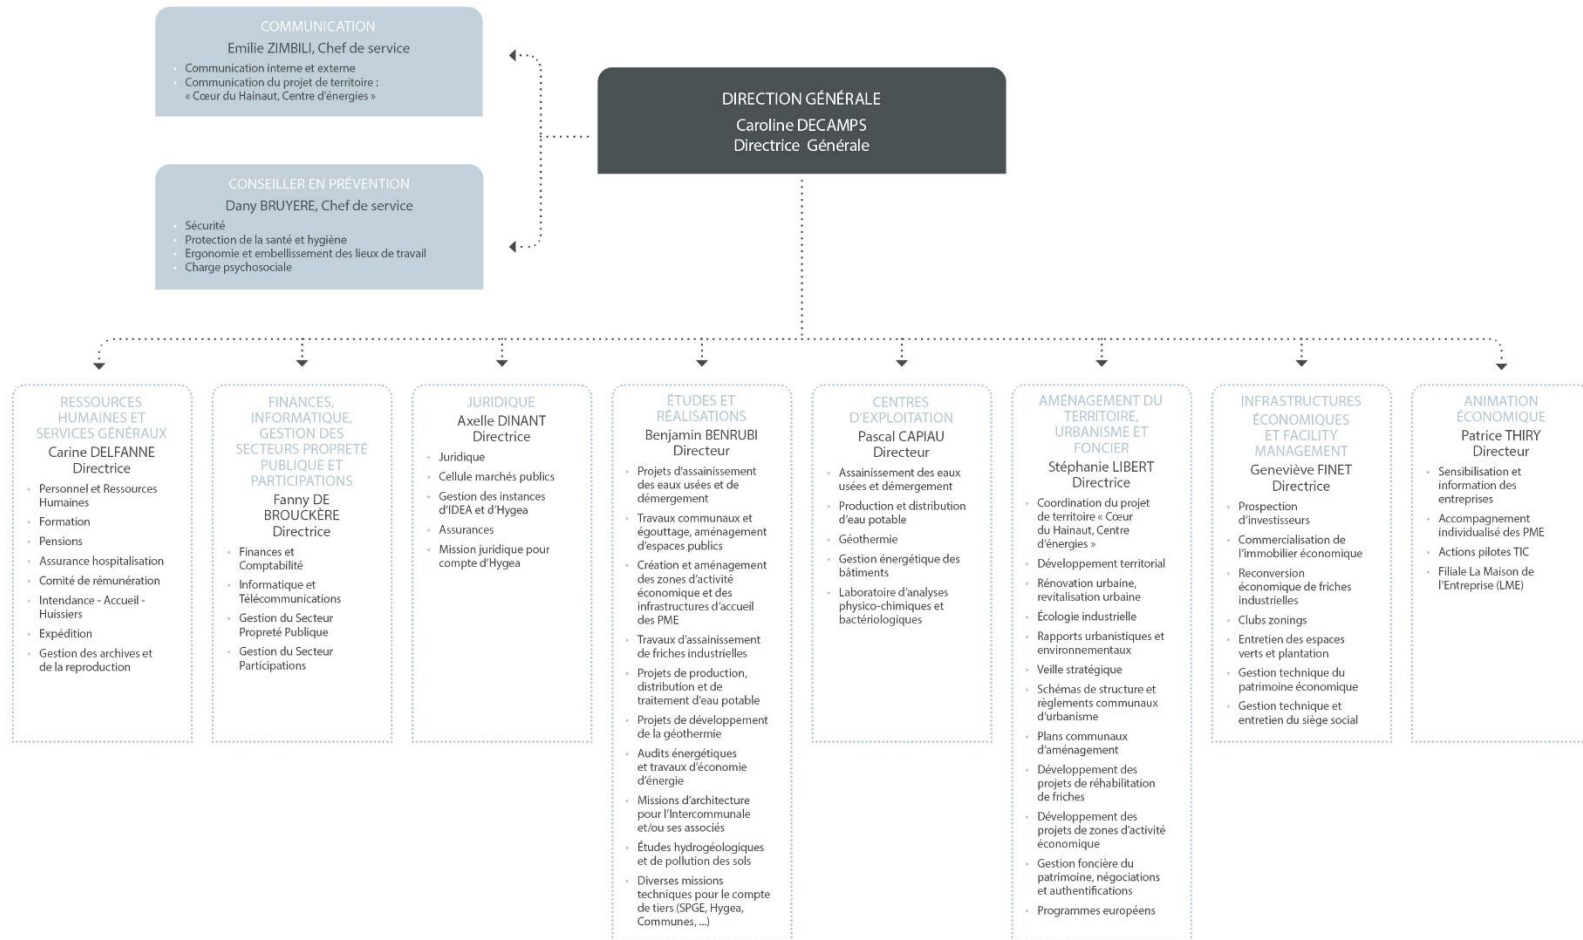 COMMUNICATION
Emilie ZIMBILI, Chef de service
• Communication interne et externe
• Communication du projet de territoire :
« Cœur du Hainaut, Centre d'énergies »
DIRECTION GÉNÉRALE
Caroline DECAMPS
Directrice Générale
CONSEILLER EN PRÉVENTION
Dany BRUYERE, Chef de service
• Sécurité
• Protection de la santé et hygiène
• Ergonomie et embellissement des lieux de travail
• Charge psychosociale
RESSOURCES
HUMAINES ET
SERVICES GÉNÉRAUX
Carine DELFANNE
Directrice
• Personnel et Ressources
Humaines
• Formation
• Pensions
• Assurance hospitalisation
• Comité de rémunération
• Intendance - Accueil -
Huissiers
• Expédition
• Gestion des archives et
de la reproduction
FINANCES,
INFORMATIQUE,
GESTION DES
SECTEURS PROPRETÉ
PUBLIQUE ET
PARTICIPATIONS
Fanny DE
BROUCKÈRE
Directrice
• Finances et
Comptabilité
• Informatique et
Télécommunications
• Gestion du Secteur
Propreté Publique
• Gestion du Secteur
Participations
JURIDIQUE
Axelle DINANT
Directrice
• Juridique
• Cellule marchés publics
• Gestion des instances
d'IDEA et d'Hygea
• Assurances
• Mission juridique pour
compte d'Hygea
ÉTUDES ET
RÉALISATIONS
Benjamin BENRUBI
Directeur
• Projets d'assainissement
des eaux usées et de
démergement
• Travaux communaux et
égouttage, aménagement
d'espaces publics
• Création et aménagement
des zones d'activité
économique et des
infrastructures d'accueil
des PME
• Travaux d'assainissement
de friches industrielles
• Projets de production,
distribution et de
traitement d'eau potable
• Projets de développement
de la géothermie
• Audits énergétiques
et travaux d'économie
d'énergie
• Missions d'architecture
pour l'Intercommunale
et/ou ses associés
• Études hydrogéologiques
et de pollution des sols
• Diverses missions
techniques pour le compte
de tiers (SPGE, Hygea,
Communes, ...)
CENTRES
D'EXPLOITATION
Pascal CAPIAU
Directeur
• Assainissement des eaux
usées et démergement
• Production et distribution
d'eau potable
• Géothermie
• Gestion énergétique des
bâtiments
• Laboratoire d'analyses
physico-chimiques et
bactériologiques
AMÉNAGEMENT DU
TERRITOIRE,
URBANISME ET
FONCIER
Stéphanie LIBERT
Directrice
• Coordination du projet
de territoire « Cœur
du Hainaut, Centre
d'énergies »
• Développement territorial
• Rénovation urbaine,
revitalisation urbaine
• Écologie industrielle
• Rapports urbanistiques et
environnementaux
• Veille stratégique
• Schémas de structure et
règlements communaux
d'urbanisme
• Plans communaux
d'aménagement
• Développement des
projets de réhabilitation
de friches
• Développement des
projets de zones d'activité
économique
• Gestion foncière du
patrimoine, négociations
et authentifications
• Programmes européens
INFRASTRUCTURES
ÉCONOMIQUES
ET FACILITY
MANAGEMENT
Geneviève FINET
Directrice
• Prospection
d'investisseurs
• Commercialisation de
l'immobilier économique
• Reconversion
économique de friches
industrielles
• Clubs zonings
• Entretien des espaces
verts et plantation
• Gestion technique du
patrimoine économique
• Gestion technique et
entretien du siège social
ANIMATION
ÉCONOMIQUE
Patrice THIRY
Directeur
• Sensibilisation et
information des
entreprises
• Accompagnement
individualisé des PME
• Actions pilotes TIC
• Filiale La Maison de
l'Entreprise (LME)